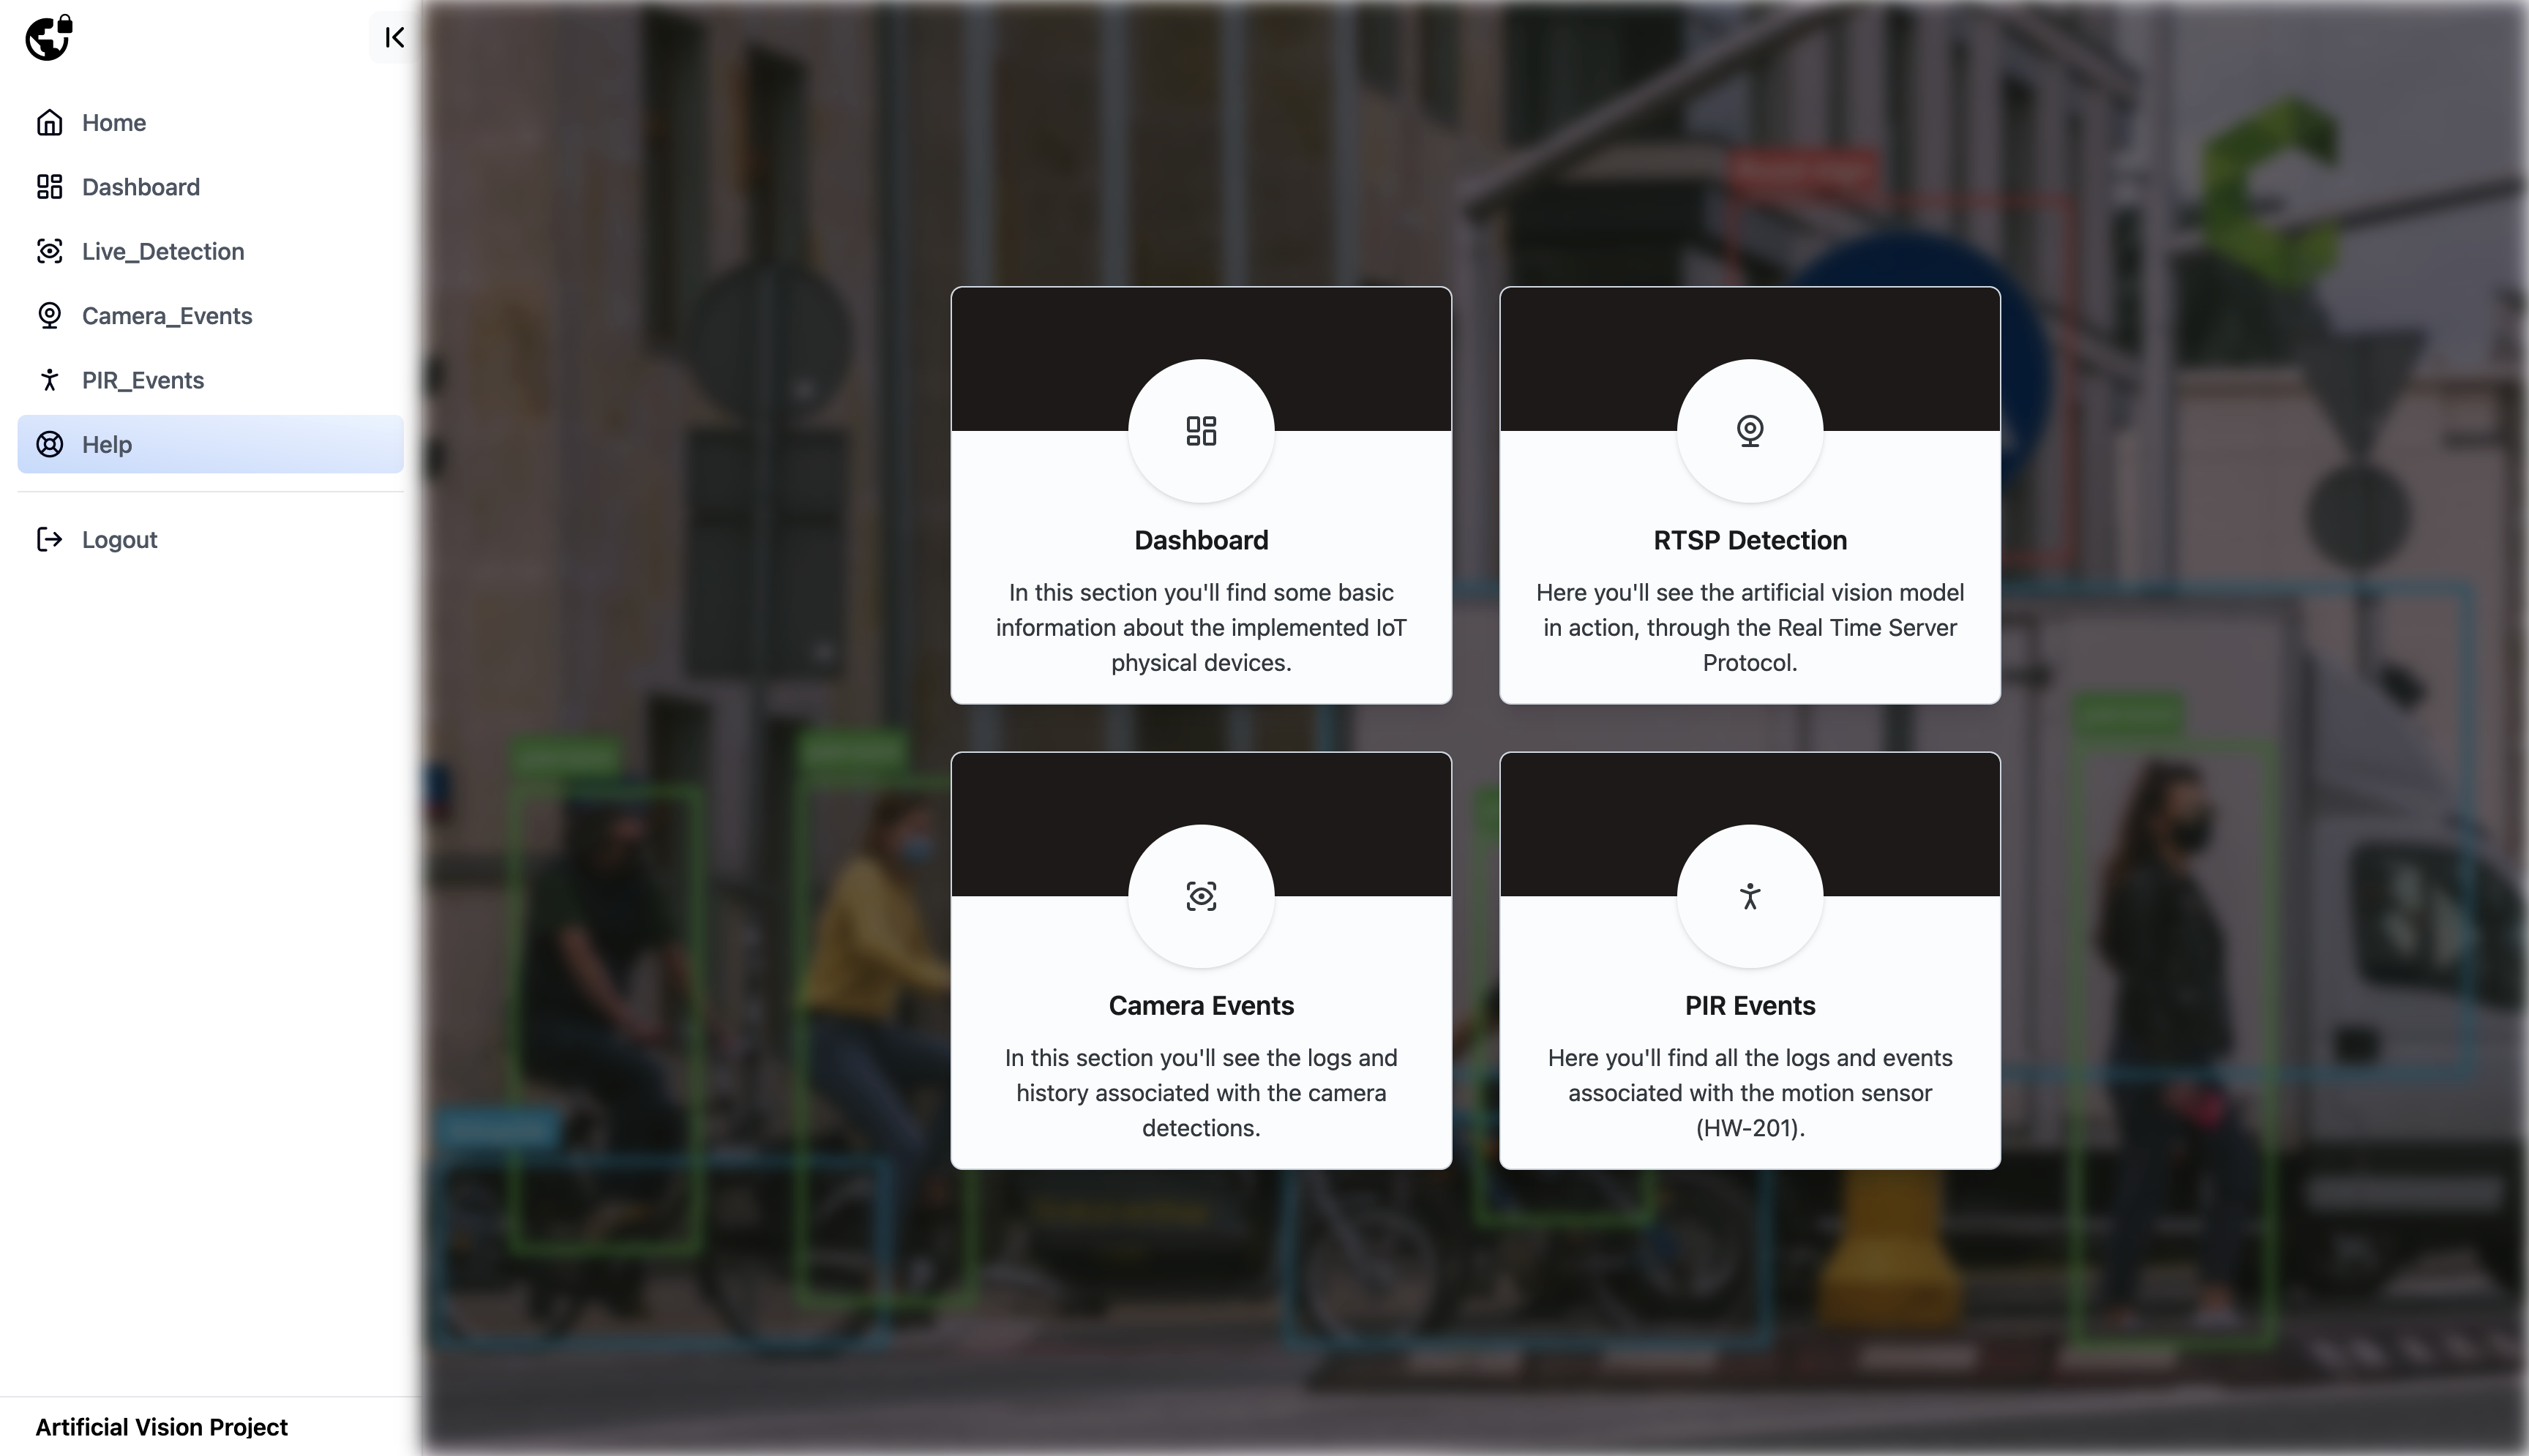 Home
Dashboard
Live_Detection
Camera_Events
PIR_Events
Help
Logout
Artificial Vision Project
Dashboard
In this section you'll find some basic
information about the implemented IoT
physical devices.
RTSP Detection
Here you'll see the artificial vision model
in action, through the Real Time Server
Protocol.
Camera Events
In this section you'll see the logs and
history associated with the camera
detections.
PIR Events
Here you'll find all the logs and events
associated with the motion sensor
(HW-201).